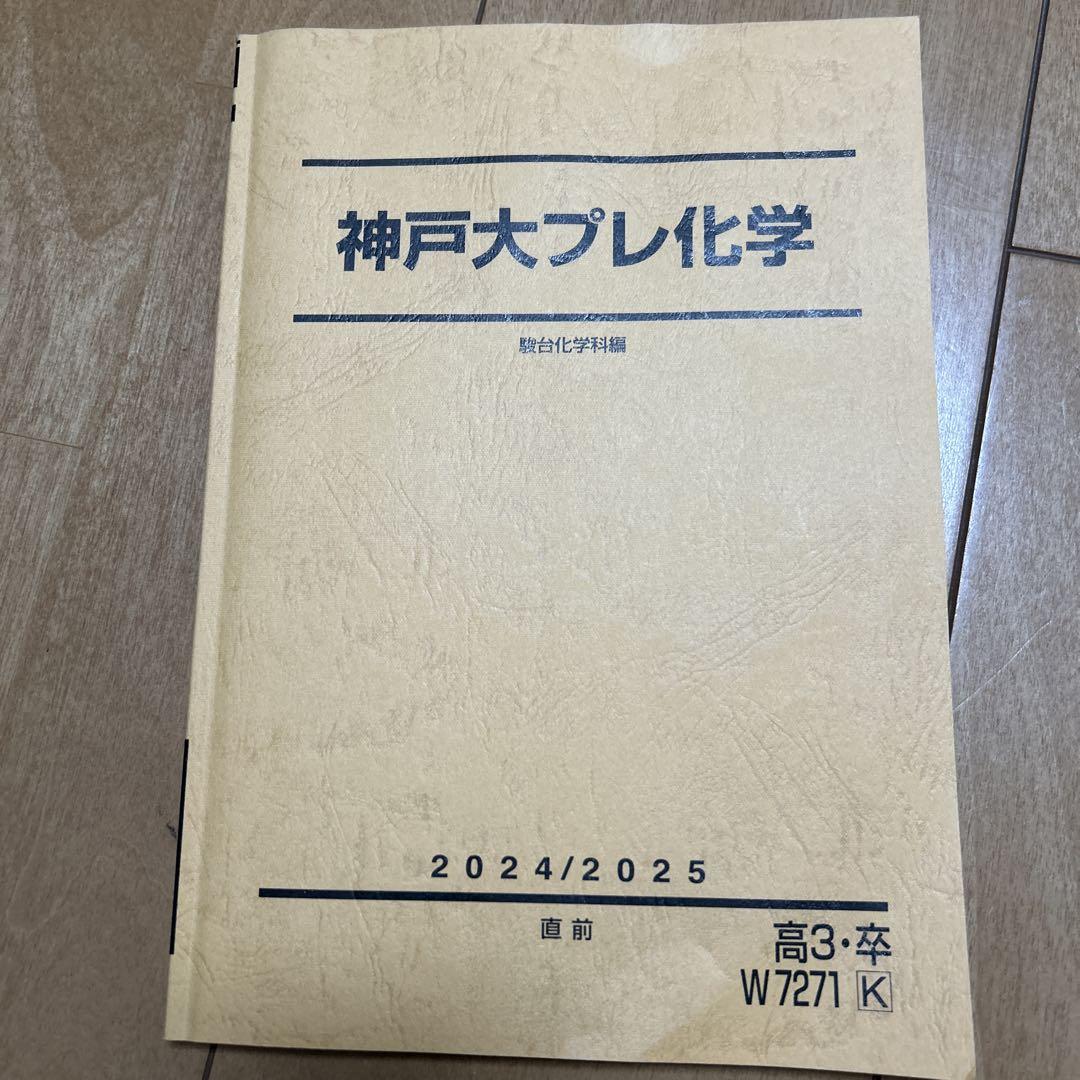 神戸大プレ化学
駿台化学科編
2024/2025
直前
高3・卒
W7271 K